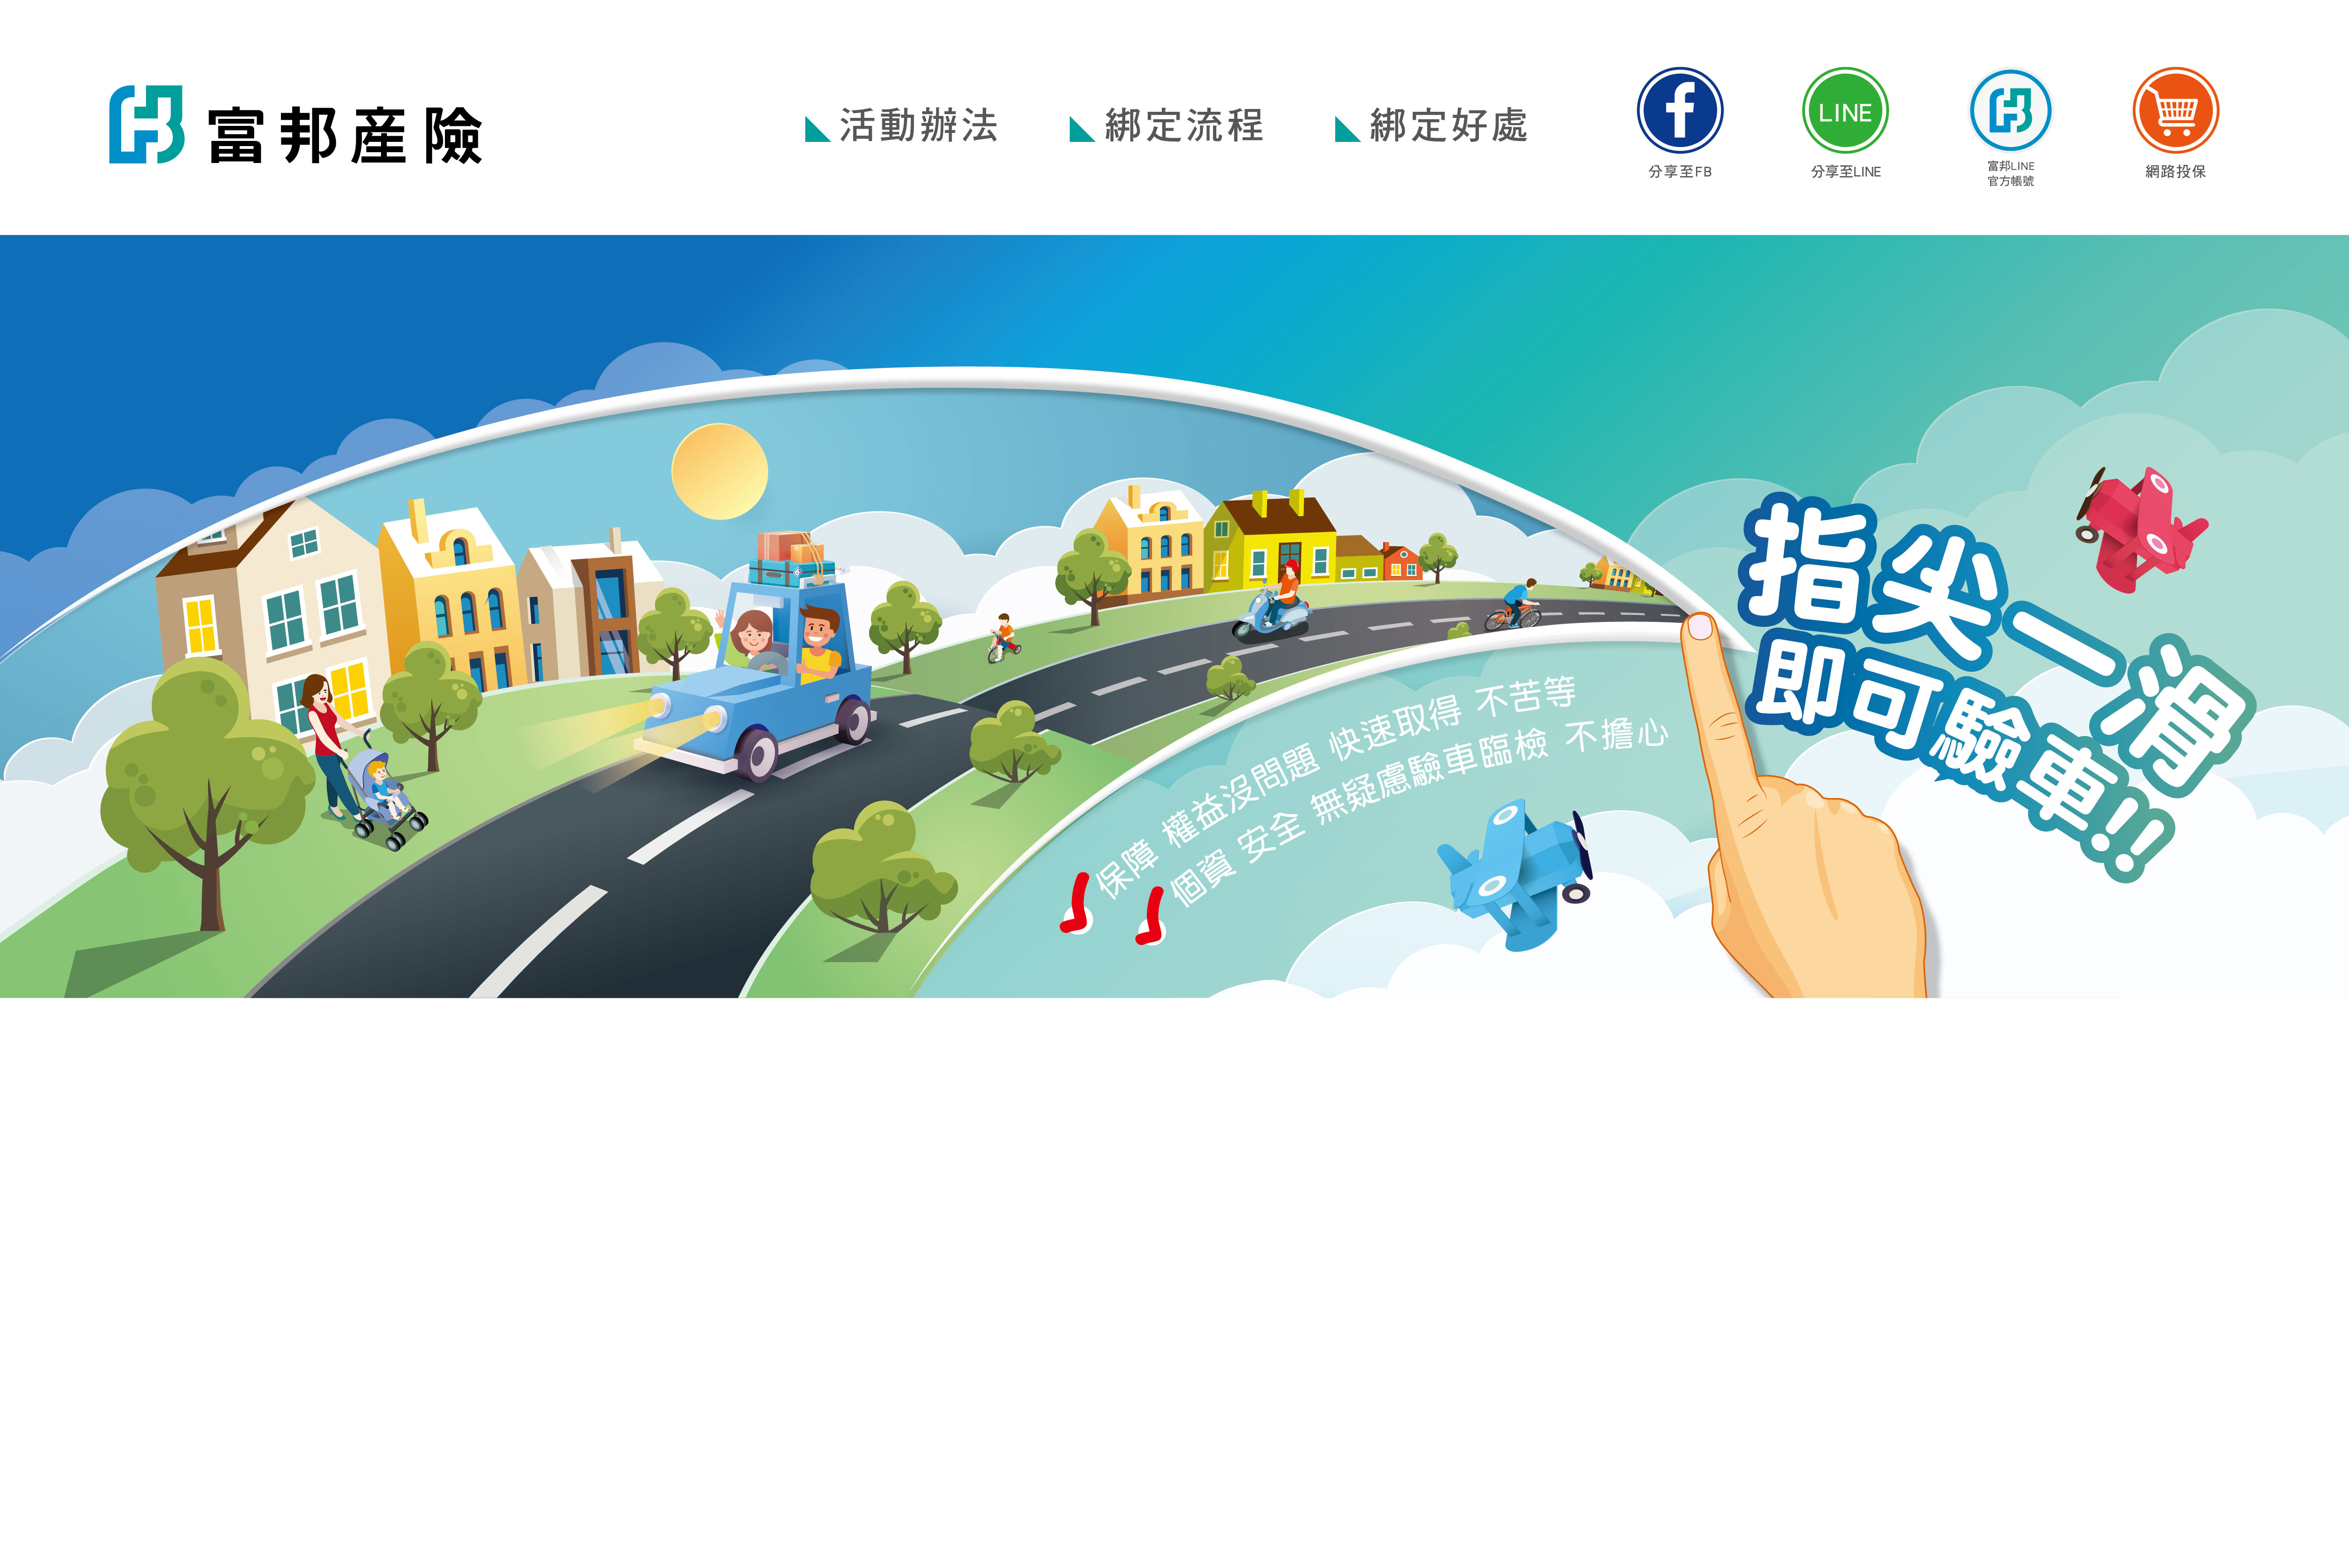 富邦産險
活動辦法
綁定流程
綁定好處
分享至FB
LINE
分享至LINE
富邦LINE
官方帳號
網路投保
指尖一滑
即可驗車!!
保障 權益沒問題 快速取得 不苦等
個資 安全 無疑慮驗車臨檢 不擔心